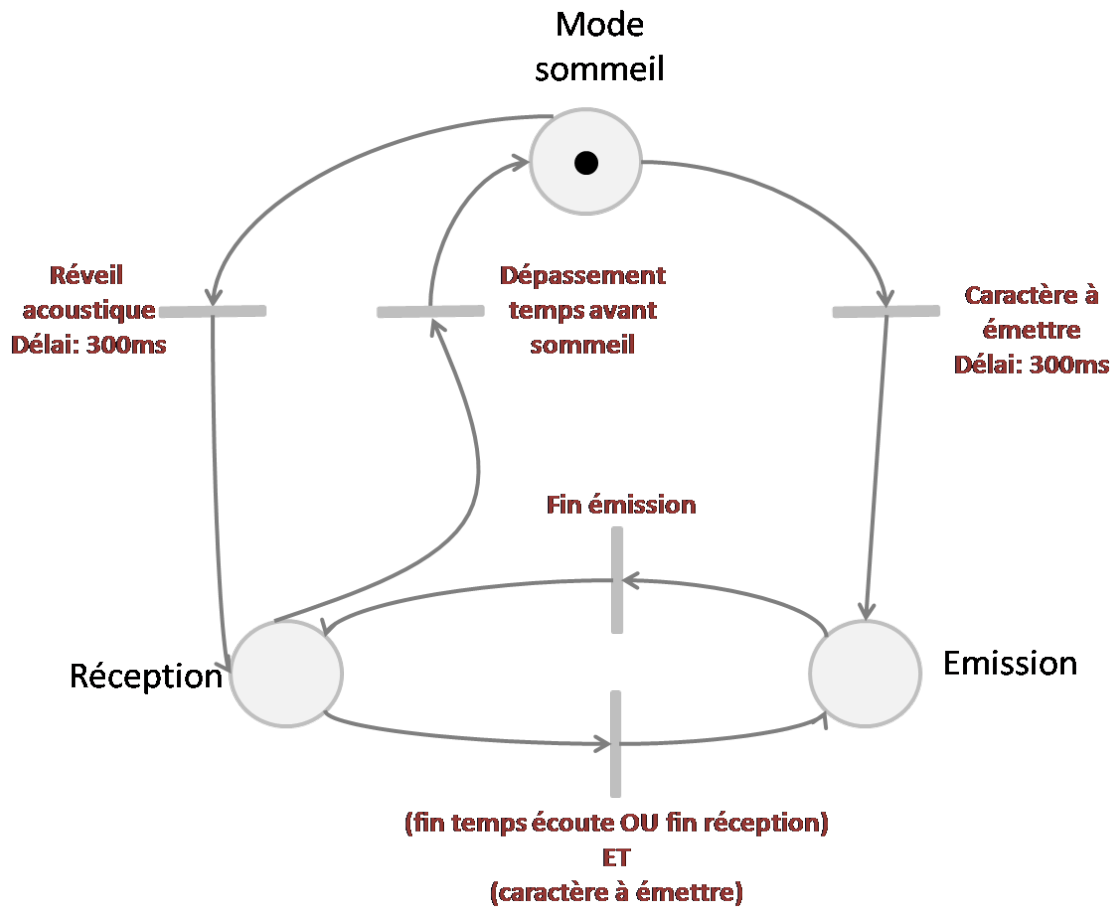 Mode
sommeil
Réveil
acoustique
Délai: 300ms
Dépassement
temps avant
sommeil
Caractère à
émettre
Délai: 300ms
Fin émission
Réception
Emission
(fin temps écoute OU fin réception)
ET
(caractère à émettre)